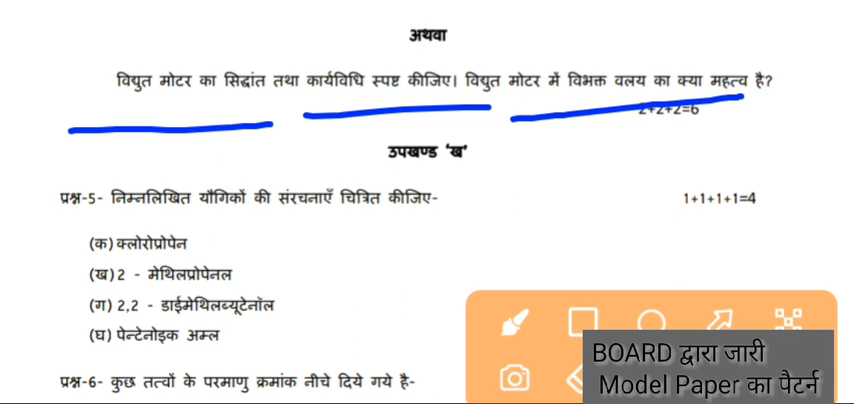 अथवा
विद्युत मोटर का सिद्धांत तथा कार्यविधि स्पष्ट कीजिए। विद्युत मोटर में विभक्त वलय का क्या महत्व है?
2+2+2=6
उपखण्ड ‘ख’
प्रश्न-5- निम्नलिखित यौगिकों की संरचनाएँ चित्रित कीजिए- 1+1+1+1=4
(क) क्लोरोप्रोपेन
(ख) 2 - मेथिलप्रोपेनल
(ग) 2,2 - डाईमेथिलब्यूटेनॉल
(घ) पेन्टेनोइक अम्ल
BOARD द्वारा जारी
Model Paper का पैटर्न
प्रश्न-6- कुछ तत्वों के परमाणु क्रमांक नीचे दिये गये है-